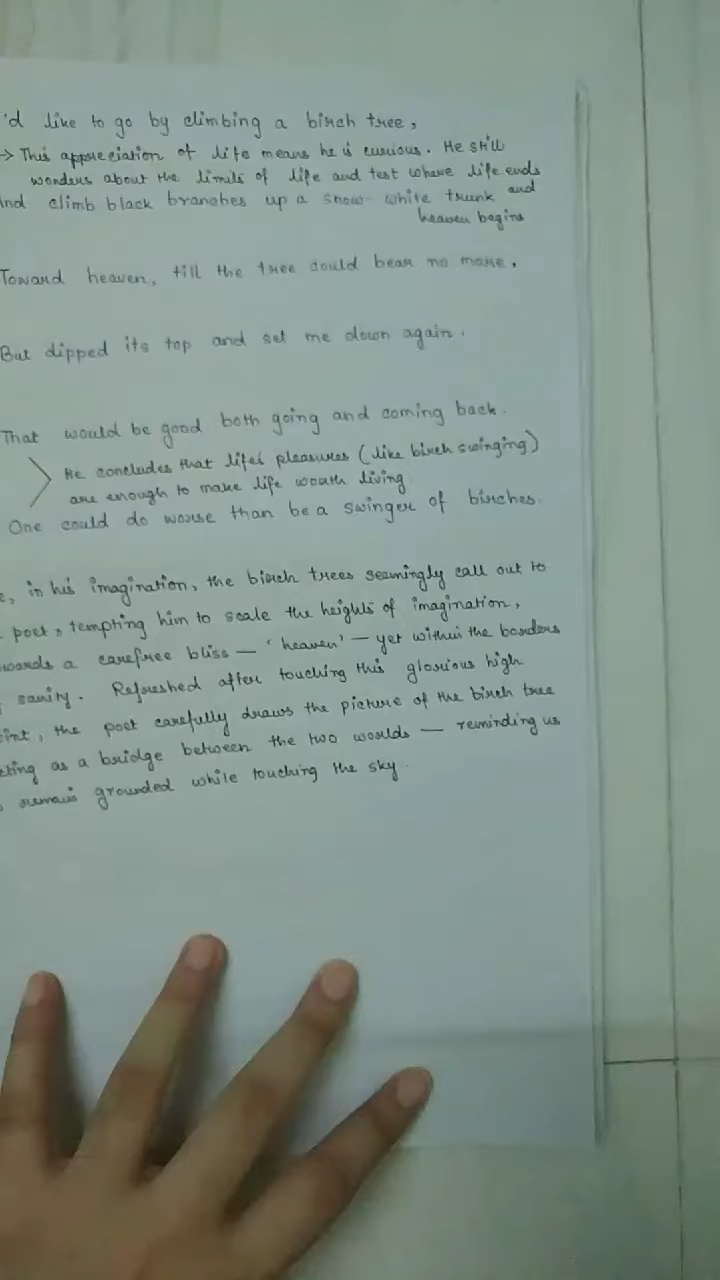 'd like to go by climbing a birch tree,
→ This appreciation of life means he is curious. He still
wonders about the limits of life and test where life ends
and climb black branches up a snow-white trunk and
heaven begins
Toward heaven, till the tree could bear no more,
But dipped its top and set me down again.
That would be good both going and coming back.
He concludes that life's pleasures (like birch swinging)
are enough to make life worth living
One could do worse than be a swinger of birches.
e, in his imagination, the birch trees seemingly call out to
poet, tempting him to scale the heights of imagination,
wards a carefree bliss — 'heaven' — yet within the borders
sanity. Refreshed after touching this glorious high
oint, the poet carefully draws the picture of the birch tree
cting as a bridge between the two worlds — reminding us
remain grounded while touching the sky.